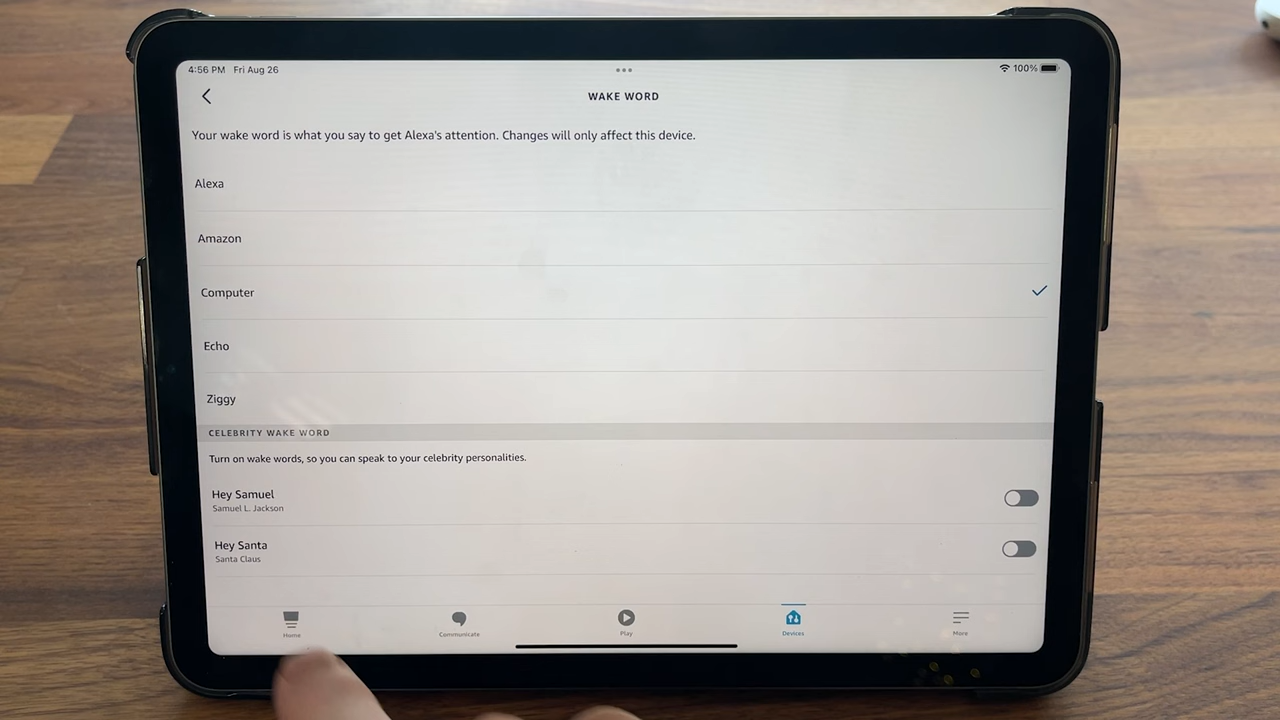 4:56 PM Fri Aug 26
100%
WAKE WORD
Your wake word is what you say to get Alexa's attention. Changes will only affect this device.
Alexa
Amazon
Computer
Echo
Ziggy
CELEBRITY WAKE WORD
Turn on wake words, so you can speak to your celebrity personalities.
Hey Samuel
Samuel L. Jackson
Hey Santa
Santa Claus
Home Communicate Play Devices More